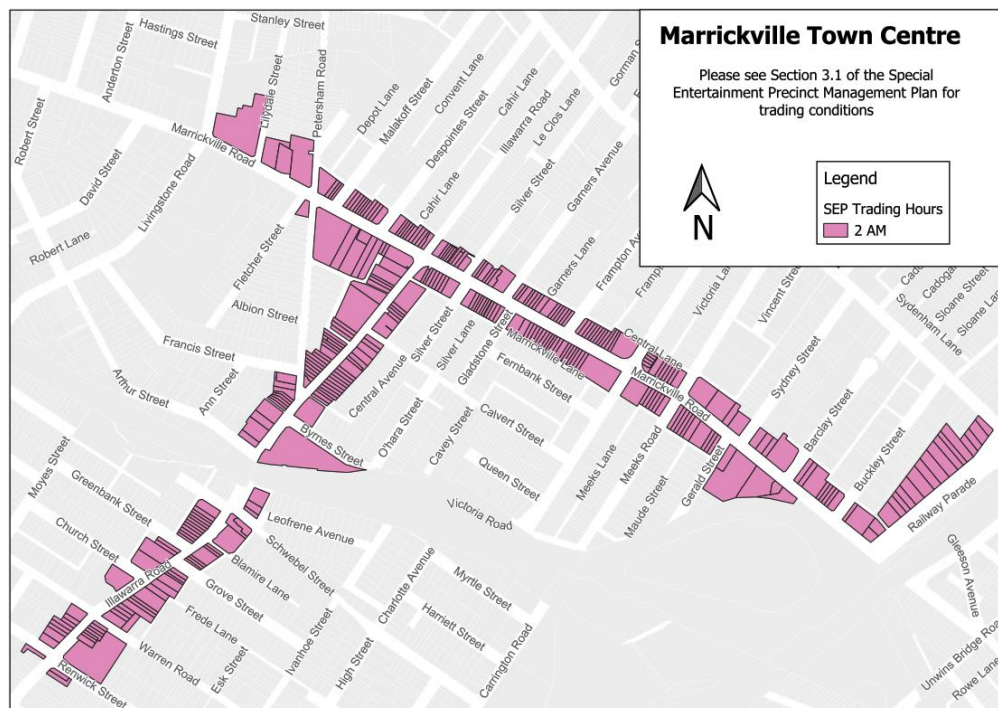 Marrickville Town Centre
Please see Section 3.1 of the Special
Entertainment Precinct Management Plan for
trading conditions
N
Legend
SEP Trading Hours
2 AM
Stanley Street
Hastings Street
Anderton Street
Lilydale Street
Petersham Road
Robert Street
Marrickville Road
David Street
Livingstone Road
Robert Lane
Depot Lane
Malakoff Street
Convent Lane
Despointes Street
Cahir Lane
Cahir Lane
Illawarra Road
Le Clos Lane
Silver Street
Garners Avenue
Garners Lane
Fletcher Street
Albion Street
Francis Street
Arthur Street
Ann Street
Central Avenue
Silver Street
Silver Lane
Gladstone Street
Marrickville Lane
Fernbank Street
Central Lane
Marrickville Road
Victoria Lane
Vincent Street
Sydney Street
Barclay Street
Buckley Street
Sydenham Lane
Sloane Street
Byrnes Street
O'hara Street
Cavey Street
Calvert Street
Queen Street
Victoria Road
Meeks Lane
Meeks Road
Maude Street
Gerald Street
Railway Parade
Gleeson Avenue
Moyes Street
Greenbank Street
Church Street
Illawarra Road
Leofrene Avenue
Schwebel Street
Blamire Lane
Grove Street
Frede Lane
Warren Road
Renwick Street
Esk Street
Ivanhoe Street
High Street
Charlotte Avenue
Myrtle Street
Harriett Street
Carrington Road
Rowe Lane